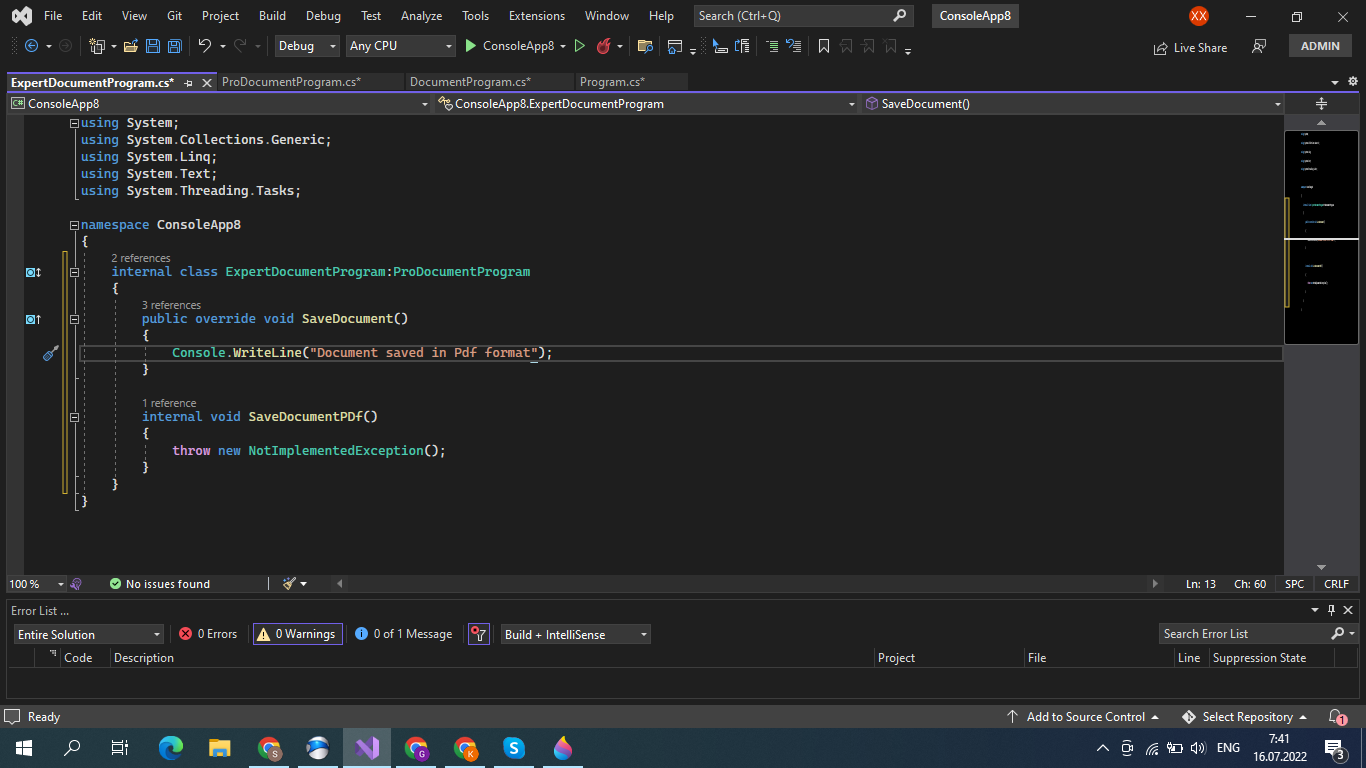 File Edit View Git Project Build Debug Test Analyze Tools Extensions Window Help Search (Ctrl+Q) ConsoleApp8 XX
Debug Any CPU ConsoleApp8 Live Share ADMIN
ExpertDocumentProgram.cs* ProDocumentProgram.cs* DocumentProgram.cs* Program.cs*
C# ConsoleApp8 ConsoleApp8.ExpertDocumentProgram SaveDocument()
using System;
using System.Collections.Generic;
using System.Linq;
using System.Text;
using System.Threading.Tasks;
namespace ConsoleApp8
{
2 references
internal class ExpertDocumentProgram:ProDocumentProgram
{
3 references
public override void SaveDocument()
{
Console.WriteLine("Document saved in Pdf format");
}
1 reference
internal void SaveDocumentPDf()
{
throw new NotImplementedException();
}
}
}
100 % No issues found Ln: 13 Ch: 60 SPC CRLF
Error List ...
Entire Solution 0 Errors 0 Warnings 0 of 1 Message Build + IntelliSense Search Error List
Code Description Project File Line Suppression State
Ready Add to Source Control Select Repository 1
S G K S ENG 7:41
16.07.2022 3